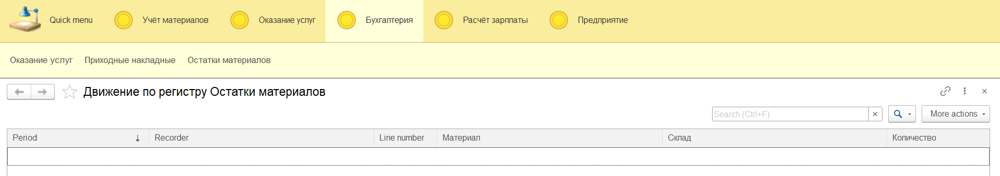 Quick menu Учёт материалов Оказание услуг Бухгалтерия Расчёт зарплаты Предприятие
Оказание услуг Приходные накладные Остатки материалов
Движение по регистру Остатки материалов
Search (Ctrl+F) More actions
Period Recorder Line number Материал Склад Количество